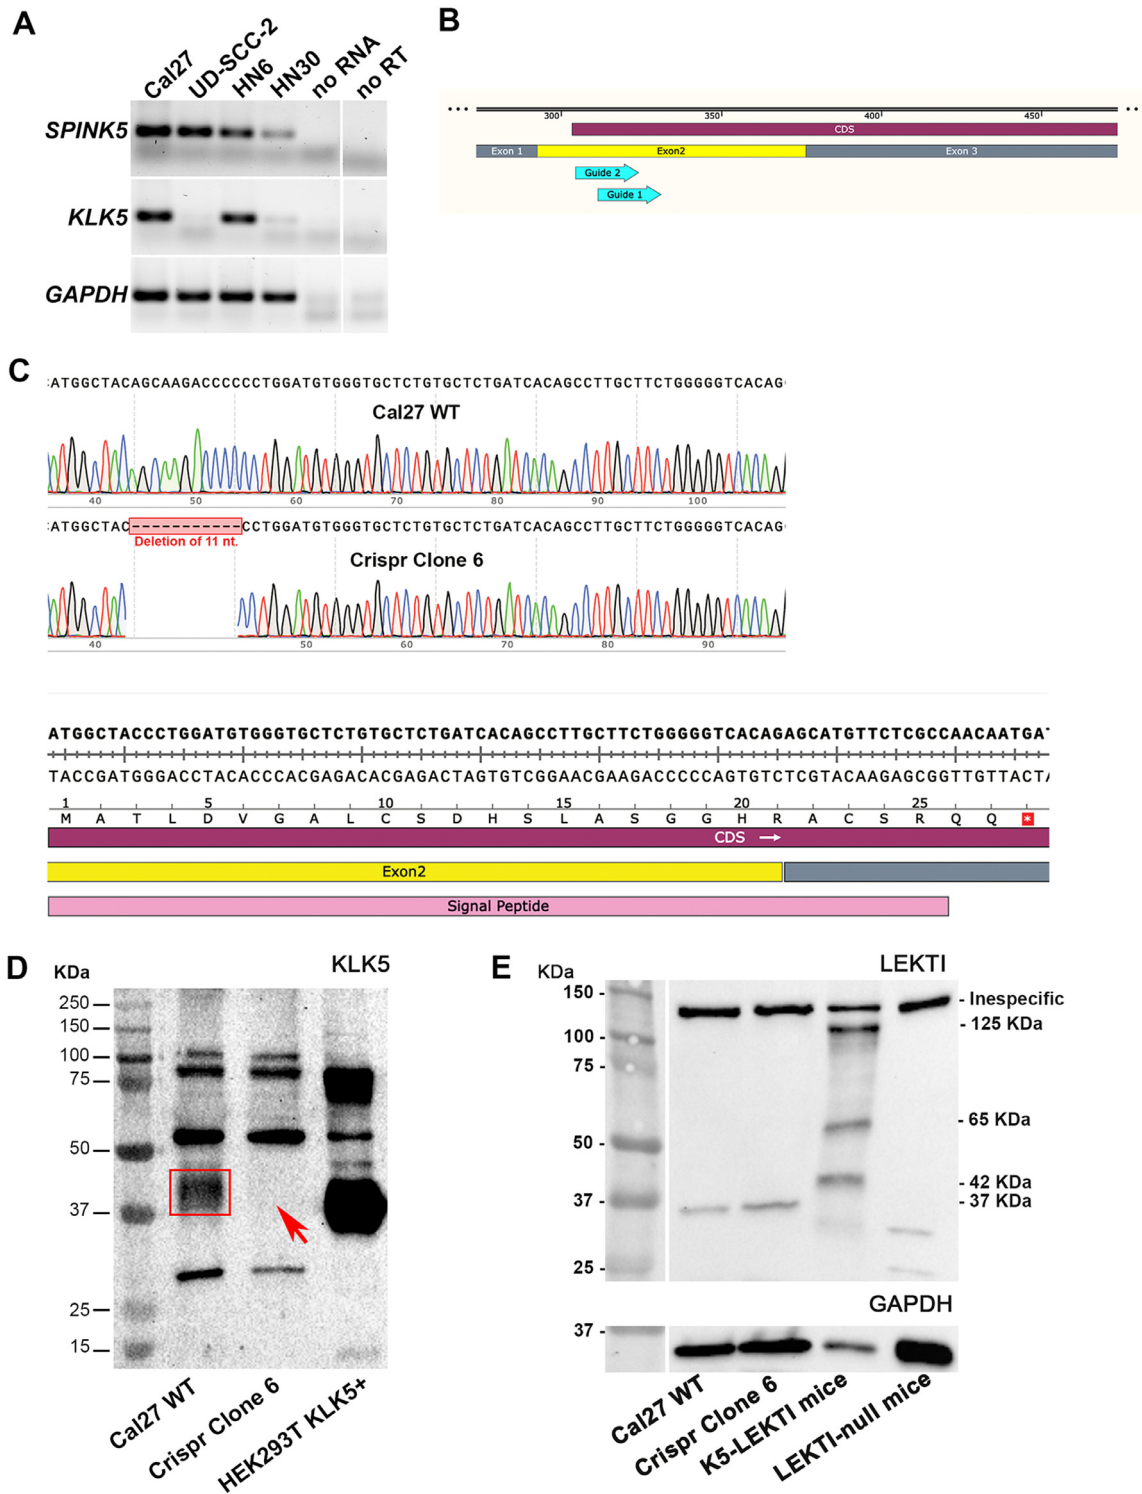 A
Cal27
UD-SCC-2
HN6
HN30
no RNA
no RT
SPINK5
KLK5
GAPDH
B
300
350
400
450
CDS
Exon 1
Exon2
Exon 3
Guide 2
Guide 1
C
ATGGCTACAGCAAGACCCCCCTGGATGTGGGTGCTCTGTGCTCTGATCACAGCCTTGCTTCTGGGGGTCACAG
Cal27 WT
40 50 60 70 80 90 100
ATGGCTAC-----------CCTGGATGTGGGTGCTCTGTGCTCTGATCACAGCCTTGCTTCTGGGGGTCACAG
Deletion of 11 nt.
Crispr Clone 6
40 50 60 70 80 90
ATGGCTACCCTGGATGTGGGTGCTCTGTGCTCTGATCACAGCCTTGCTTCTGGGGGTCACAGAGCATGTTCTCGCCAACAATGA
TACCGATGGGACCTACACCCACGAGACACGAGACTAGTGTCGGAACGAAGACCCCCAGTGTCTCGTACAAGAGCGGTTGTTACT
1 5 10 15 20 25
M A T L D V G A L C S D H S L A S G G H R A C S R Q Q *
CDS →
Exon2
Signal Peptide
D
KDa
KLK5
250
150
100
75
50
37
25
15
Cal27 WT
Crispr Clone 6
HEK293T KLK5+
E
KDa
LEKTI
150 -
100 -
75 -
50 -
37 -
25 -
- Inespecific
- 125 KDa
- 65 KDa
- 42 KDa
- 37 KDa
GAPDH
37 -
Cal27 WT
Crispr Clone 6
K5-LEKTI mice
LEKTI-null mice